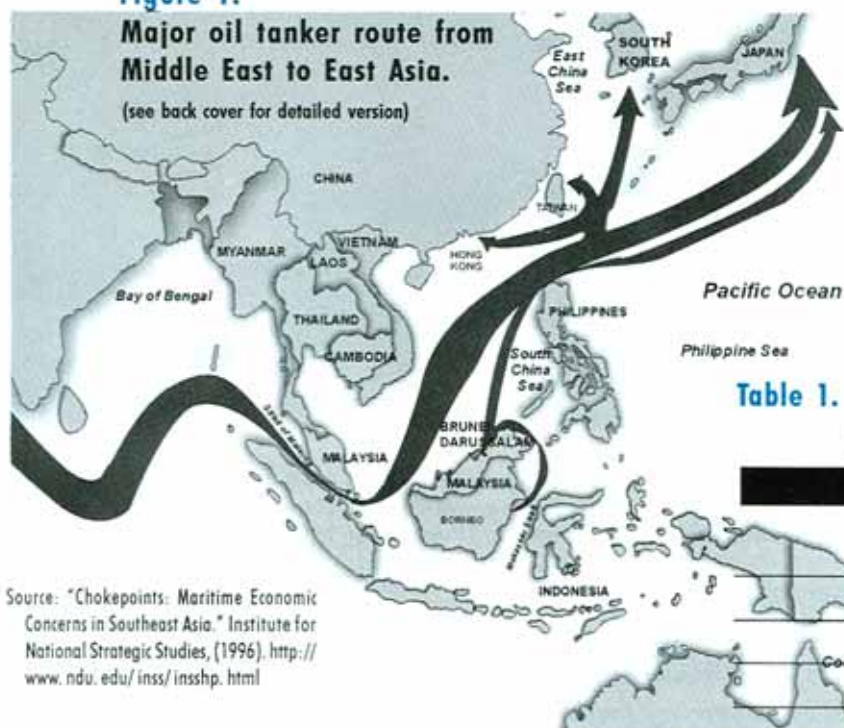 Figure 1.
Major oil tanker route from
Middle East to East Asia.
(see back cover for detailed version)
East
China
Sea
SOUTH
KOREA
JAPAN
CHINA
TAIWAN
MYANMAR
VIETNAM
LAOS
HONG
KONG
Bay of Bengal
THAILAND
PHILIPPINES
Pacific Ocean
CAMBODIA
South
China
Sea
Philippine Sea
Table 1.
BRUNEI
DARUSSALAM
MALAYSIA
MALAYSIA
BORNEO
INDONESIA
Source: "Chokepoints: Maritime Economic
Concerns in Southeast Asia." Institute for
National Strategic Studies, (1996). http://
www. ndu. edu/ inss/ insshp. html